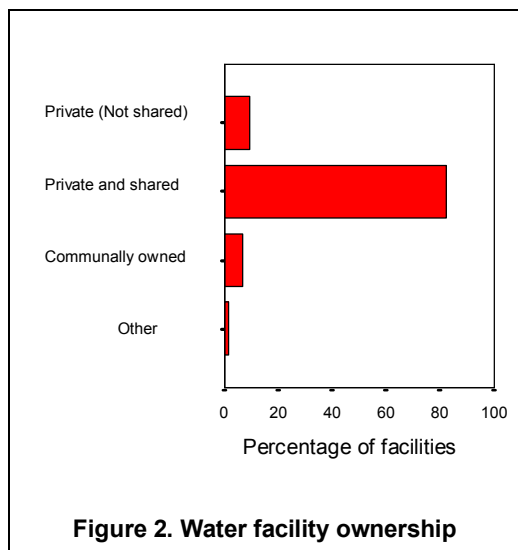 Private (Not shared)
Private and shared
Communally owned
Other
0 20 40 60 80 100
Percentage of facilities
Figure 2. Water facility ownership